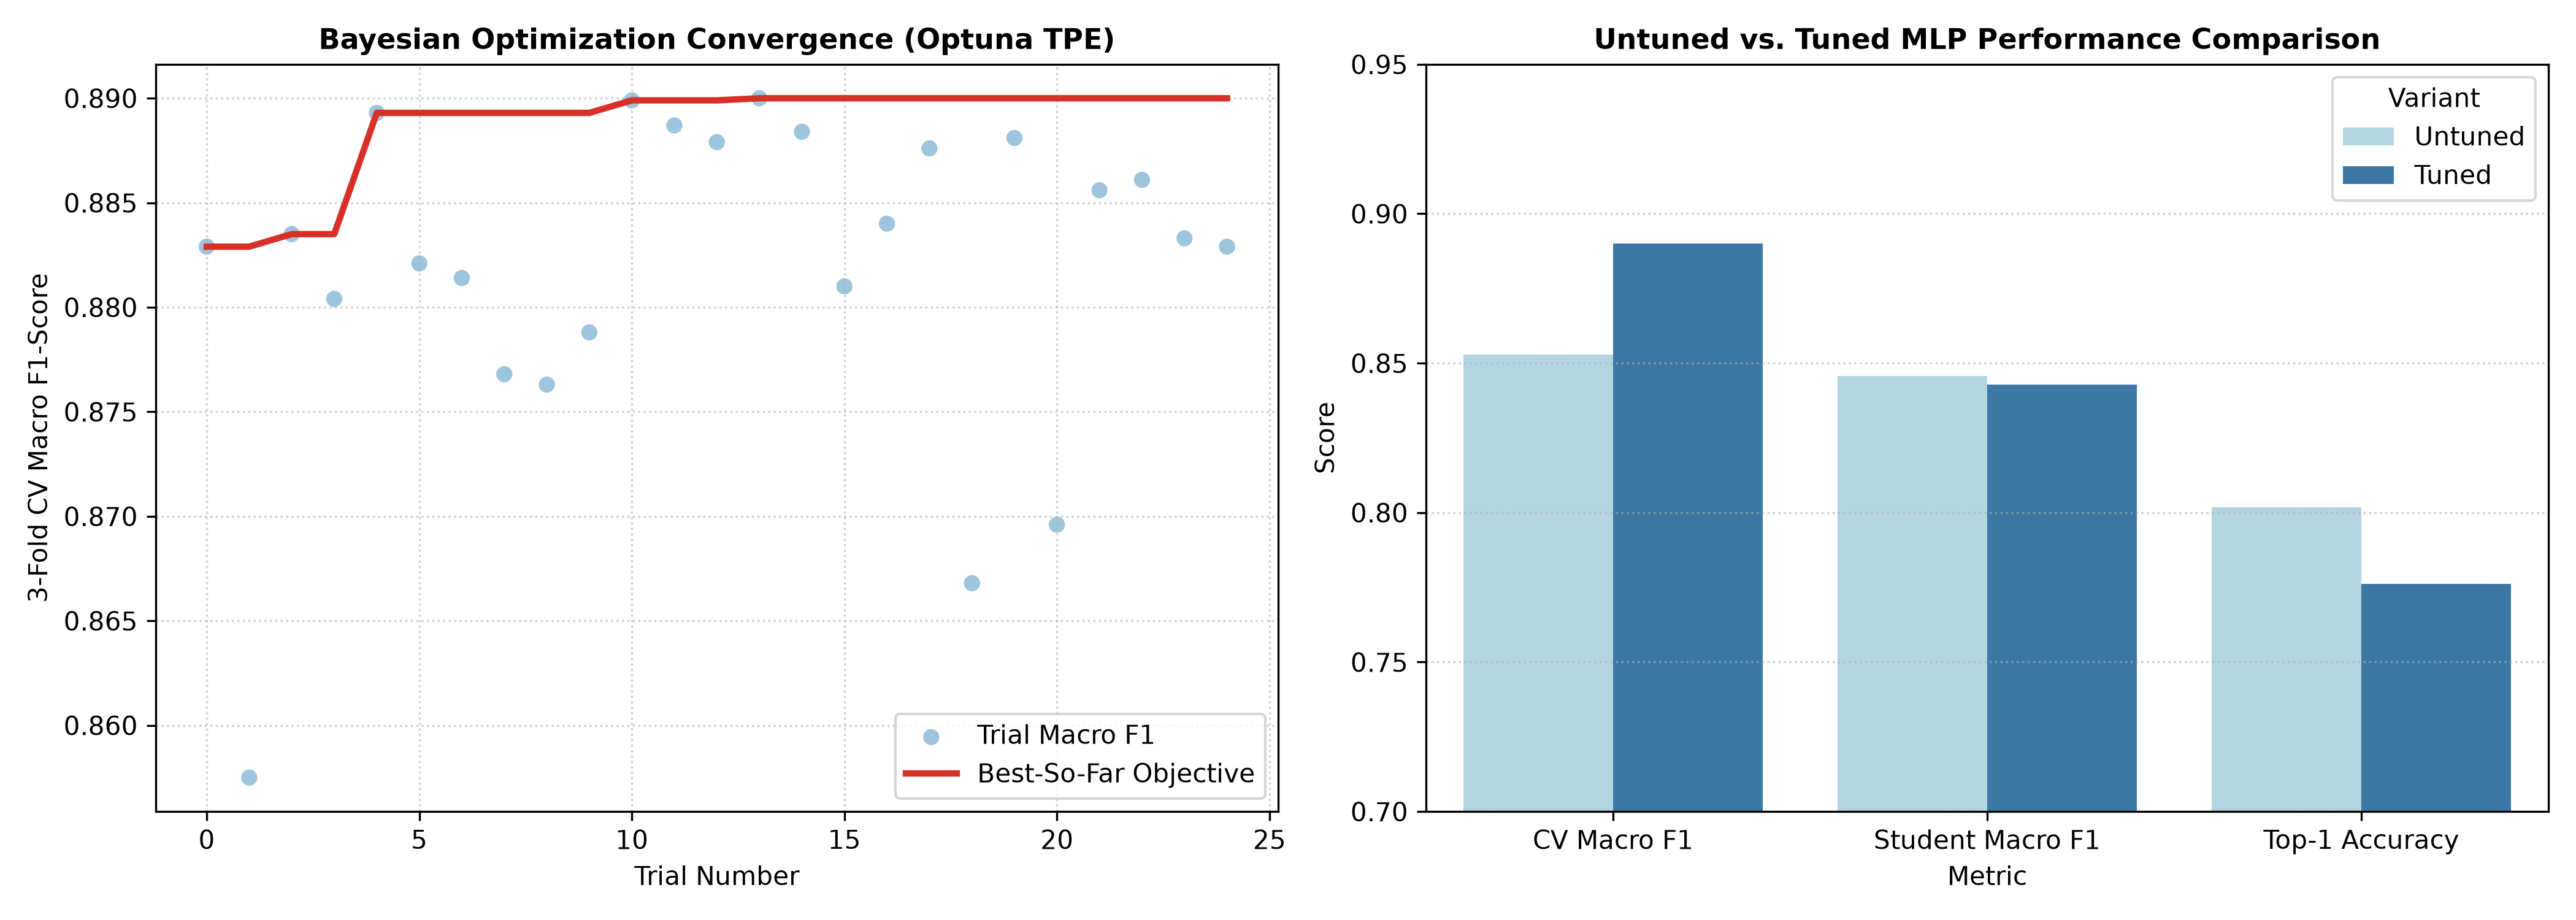 Bayesian Optimization Convergence (Optuna TPE)
3-Fold CV Macro F1-Score
0.890
0.885
0.880
0.875
0.870
0.865
0.860
0
5
10
15
20
25
Trial Number
Trial Macro F1
Best-So-Far Objective
Untuned vs. Tuned MLP Performance Comparison
Score
0.95
0.90
0.85
0.80
0.75
0.70
CV Macro F1
Student Macro F1
Top-1 Accuracy
Metric
Variant
Untuned
Tuned